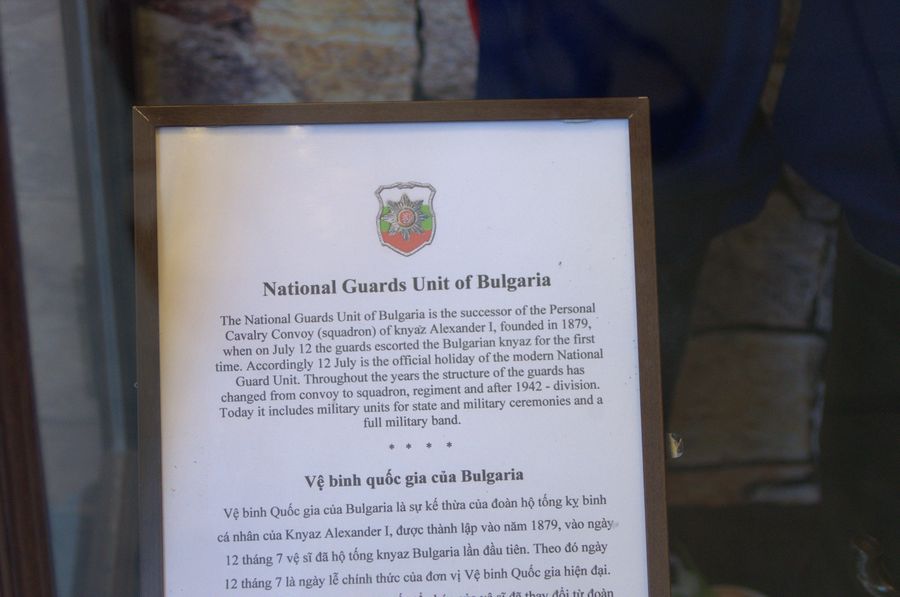 National Guards Unit of Bulgaria
The National Guards Unit of Bulgaria is the successor of the Personal
Cavalry Convoy (squadron) of knyaz Alexander I, founded in 1879,
when on July 12 the guards escorted the Bulgarian knyaz for the first
time. Accordingly 12 July is the official holiday of the modern National
Guard Unit. Throughout the years the structure of the guards has
changed from convoy to squadron, regiment and after 1942 - division.
Today it includes military units for state and military ceremonies and a
full military band.
* * * *
Vệ binh quốc gia của Bulgaria
Vệ binh Quốc gia của Bulgaria là sự kế thừa của đoàn hộ tống kỵ binh
cá nhân của Knyaz Alexander I, được thành lập vào năm 1879, vào ngày
12 tháng 7 vệ sĩ đã hộ tống knyaz Bulgaria lần đầu tiên. Theo đó ngày
12 tháng 7 là ngày lễ chính thức của đơn vị Vệ binh Quốc gia hiện đại.
vệ sĩ đã thay đổi từ đoàn